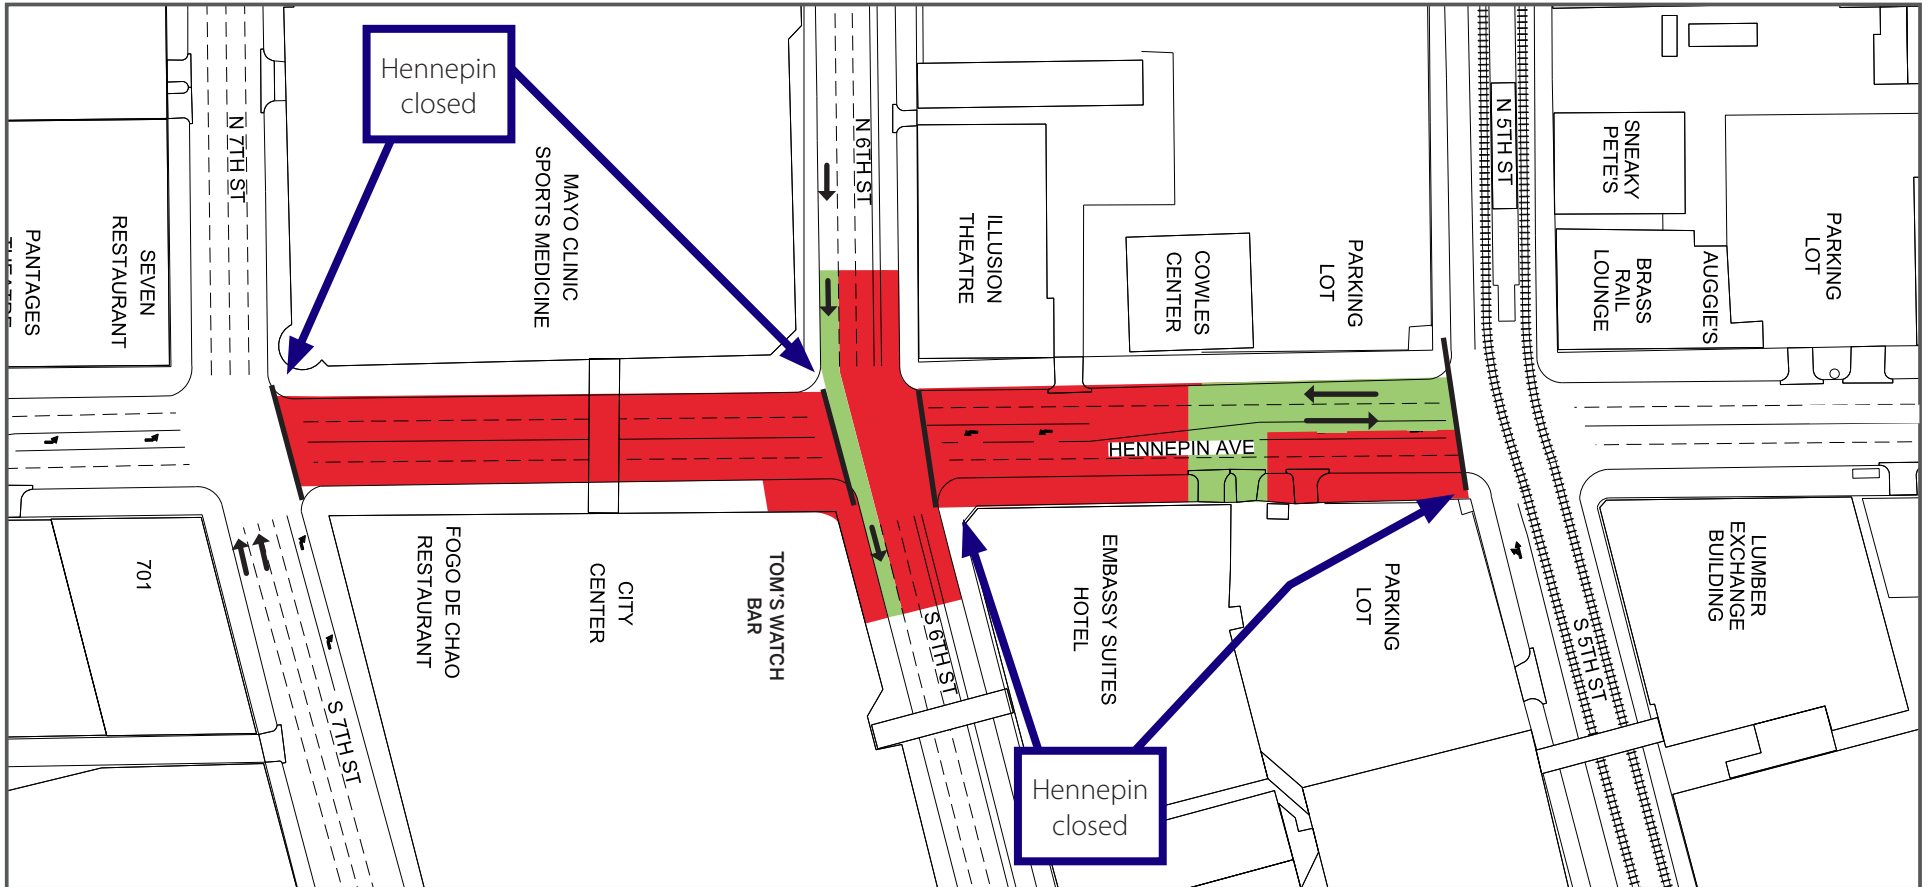 Hennepin
closed
N 7TH ST
N 6TH ST
N 5TH ST
SNEAKY
PETE'S
MAYO CLINIC
SPORTS MEDICINE
ILLUSION
THEATRE
COWLES
CENTER
PARKING
LOT
BRASS
RAIL
LOUNGE
AUGGIE'S
PARKING
LOT
PANTAGES
SEVEN
RESTAURANT
HENNEPIN AVE
701
FOGO DE CHAO
RESTAURANT
CITY
CENTER
TOM'S WATCH
BAR
S 6TH ST
EMBASSY SUITES
HOTEL
PARKING
LOT
S 5TH ST
LUMBER
EXCHANGE
BUILDING
S 7TH ST
Hennepin
closed